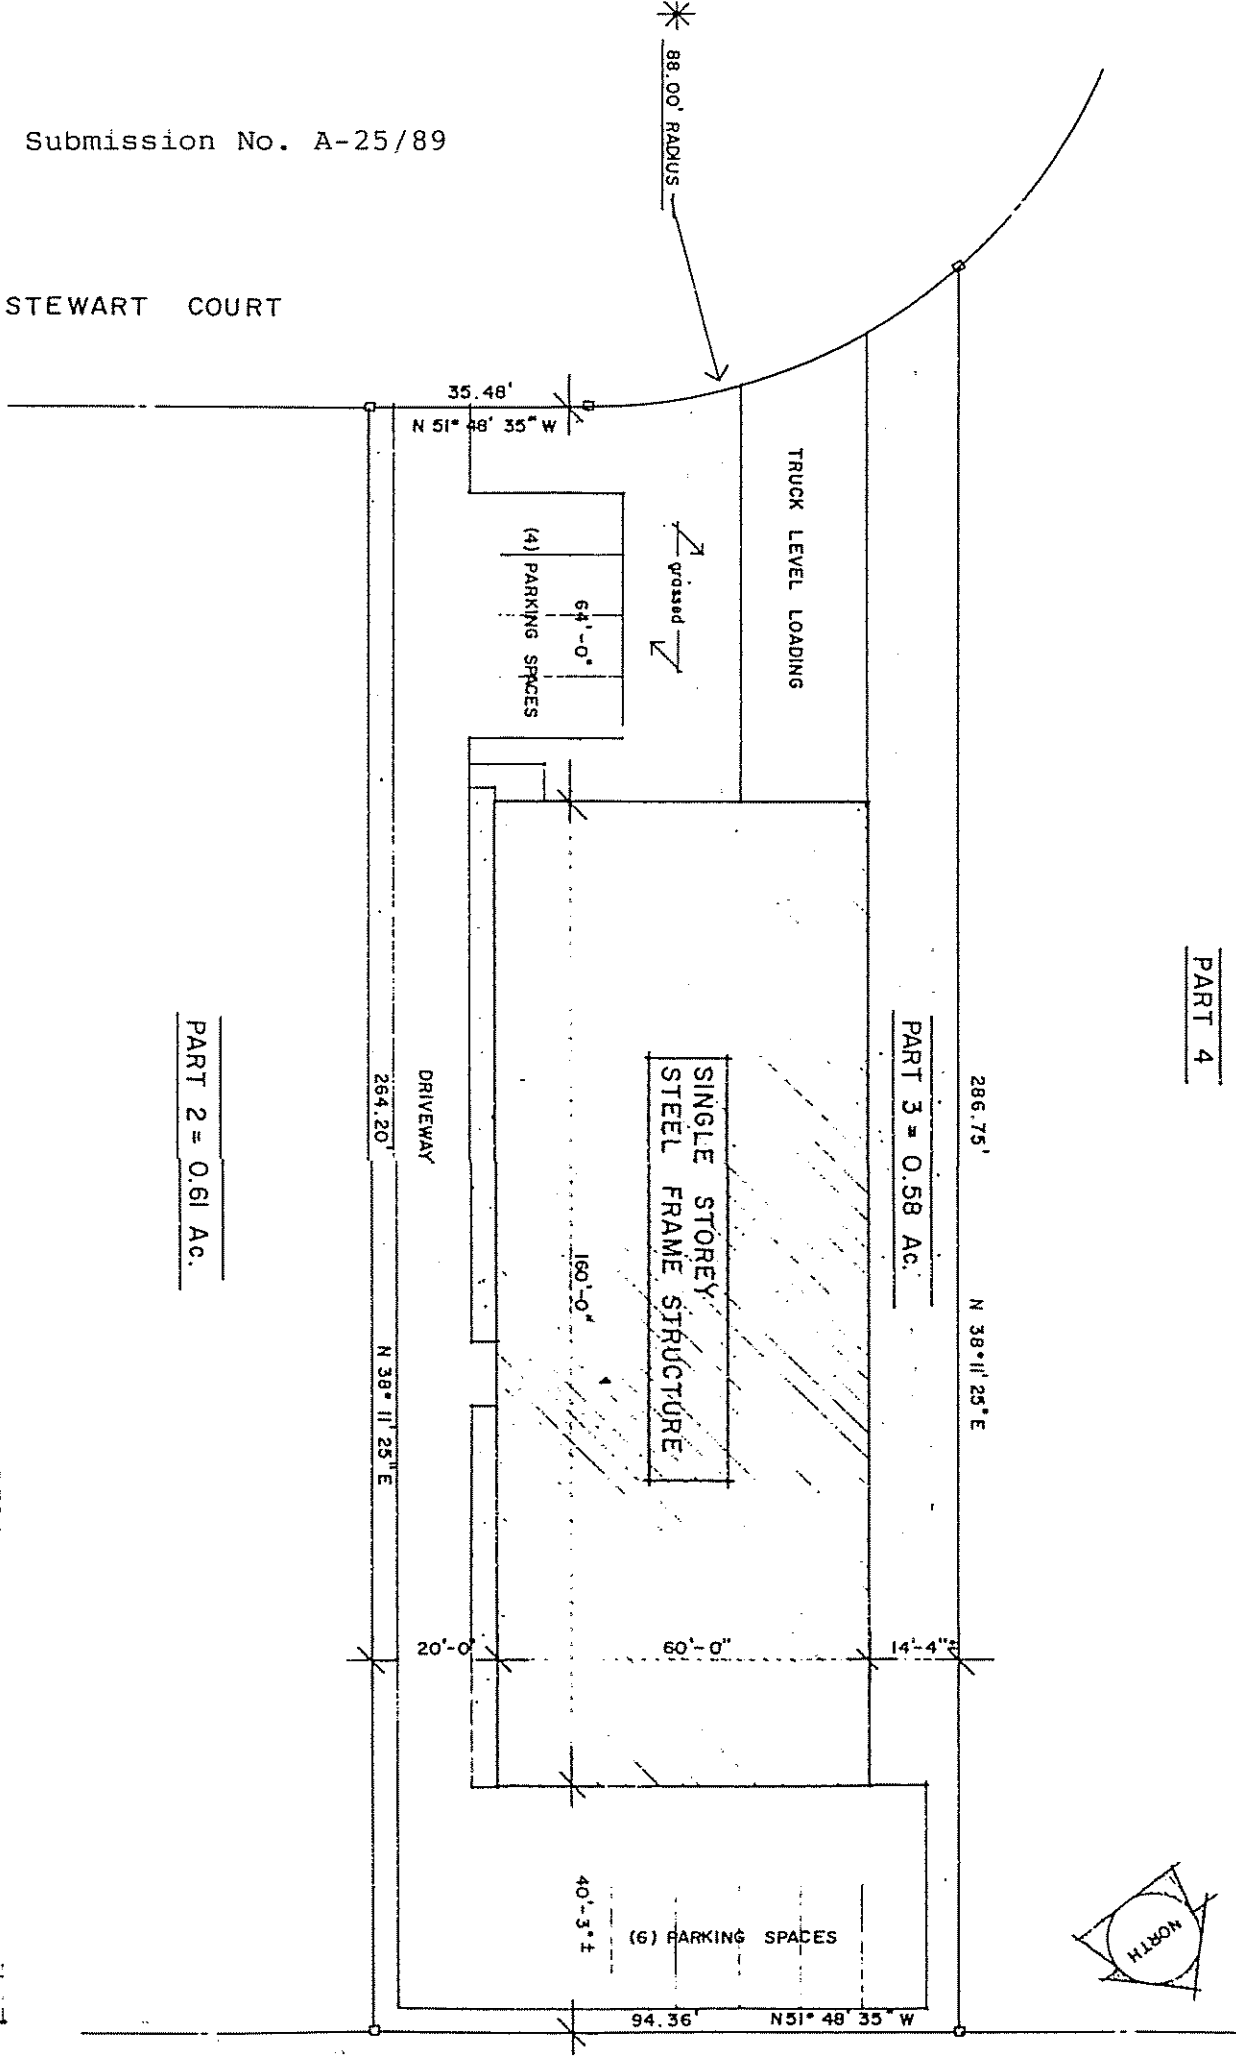 88.00' RADIUS
Submission No. A-25/89
STEWART COURT
35.48'
N 51° 48' 35" W
TRUCK LEVEL LOADING
grassed
(4) PARKING SPACES
64'-0"
PART 4
PART 3 = 0.58 Ac.
286.75'
N 38° 11' 25" E
SINGLE STOREY
STEEL FRAME STRUCTURE
160'-0"
DRIVEWAY
264.20'
N 38° 11' 25" E
PART 2 = 0.61 Ac.
20'-0"
60'-0"
14'-4"±
40'-3"±
(6) PARKING SPACES
94.36'
N51° 48' 35" W
NORTH